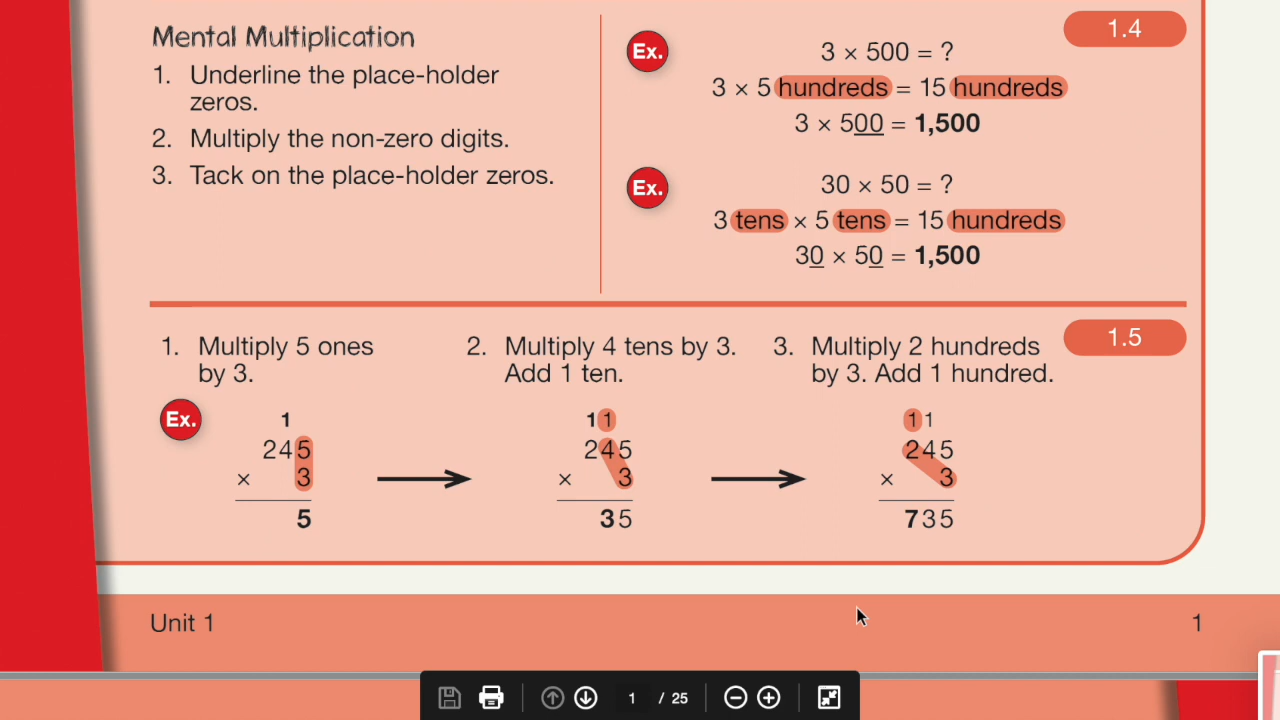 Mental Multiplication
1. Underline the place-holder
zeros.
2. Multiply the non-zero digits.
3. Tack on the place-holder zeros.
1.4
Ex.
3 × 500 = ?
3 × 5 hundreds = 15 hundreds
3 × 500 = 1,500
Ex.
30 × 50 = ?
3 tens × 5 tens = 15 hundreds
30 × 50 = 1,500
1.5
1. Multiply 5 ones
by 3.
Ex.
1
245
× 3
5
2. Multiply 4 tens by 3.
Add 1 ten.
11
245
× 3
35
3. Multiply 2 hundreds
by 3. Add 1 hundred.
11
245
× 3
735
Unit 1
1
1 / 25